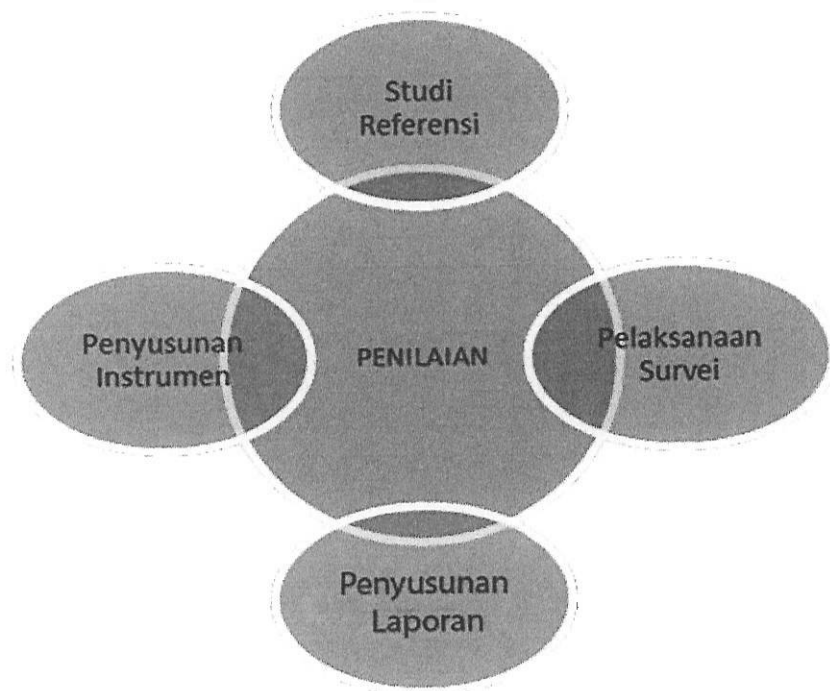 Studi
Referensi
Penyusunan
Instrumen
PENILAIAN
Pelaksanaan
Survei
Penyusunan
Laporan